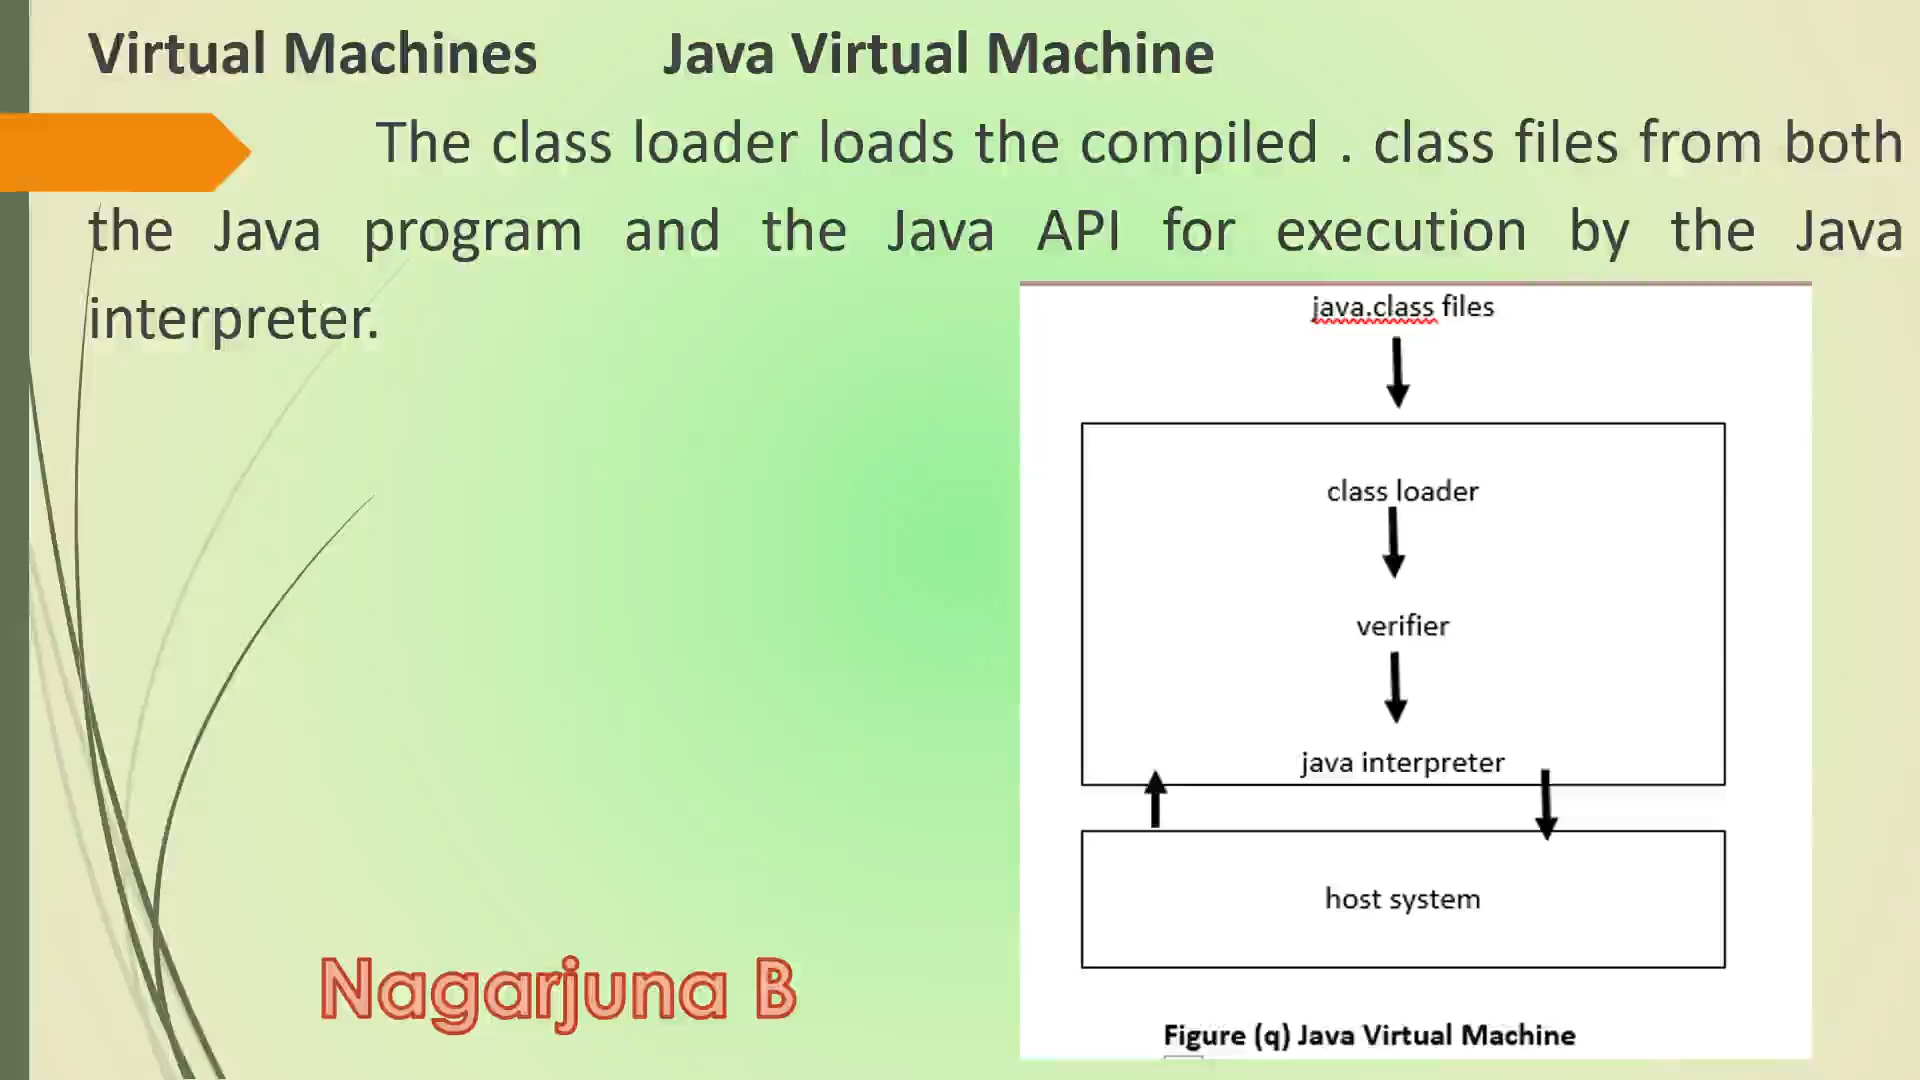 Virtual Machines Java Virtual Machine
The class loader loads the compiled . class files from both
the Java program and the Java API for execution by the Java
interpreter.
java.class files
class loader
verifier
java interpreter
host system
Figure (q) Java Virtual Machine
Nagarjuna B